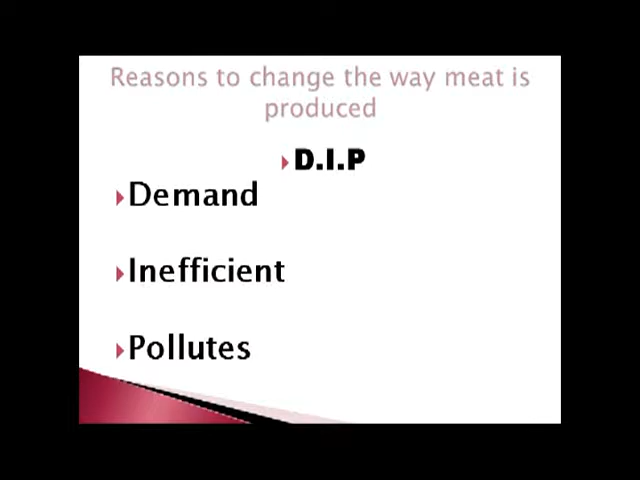 Reasons to change the way meat is
produced
D.I.P
Demand
Inefficient
Pollutes